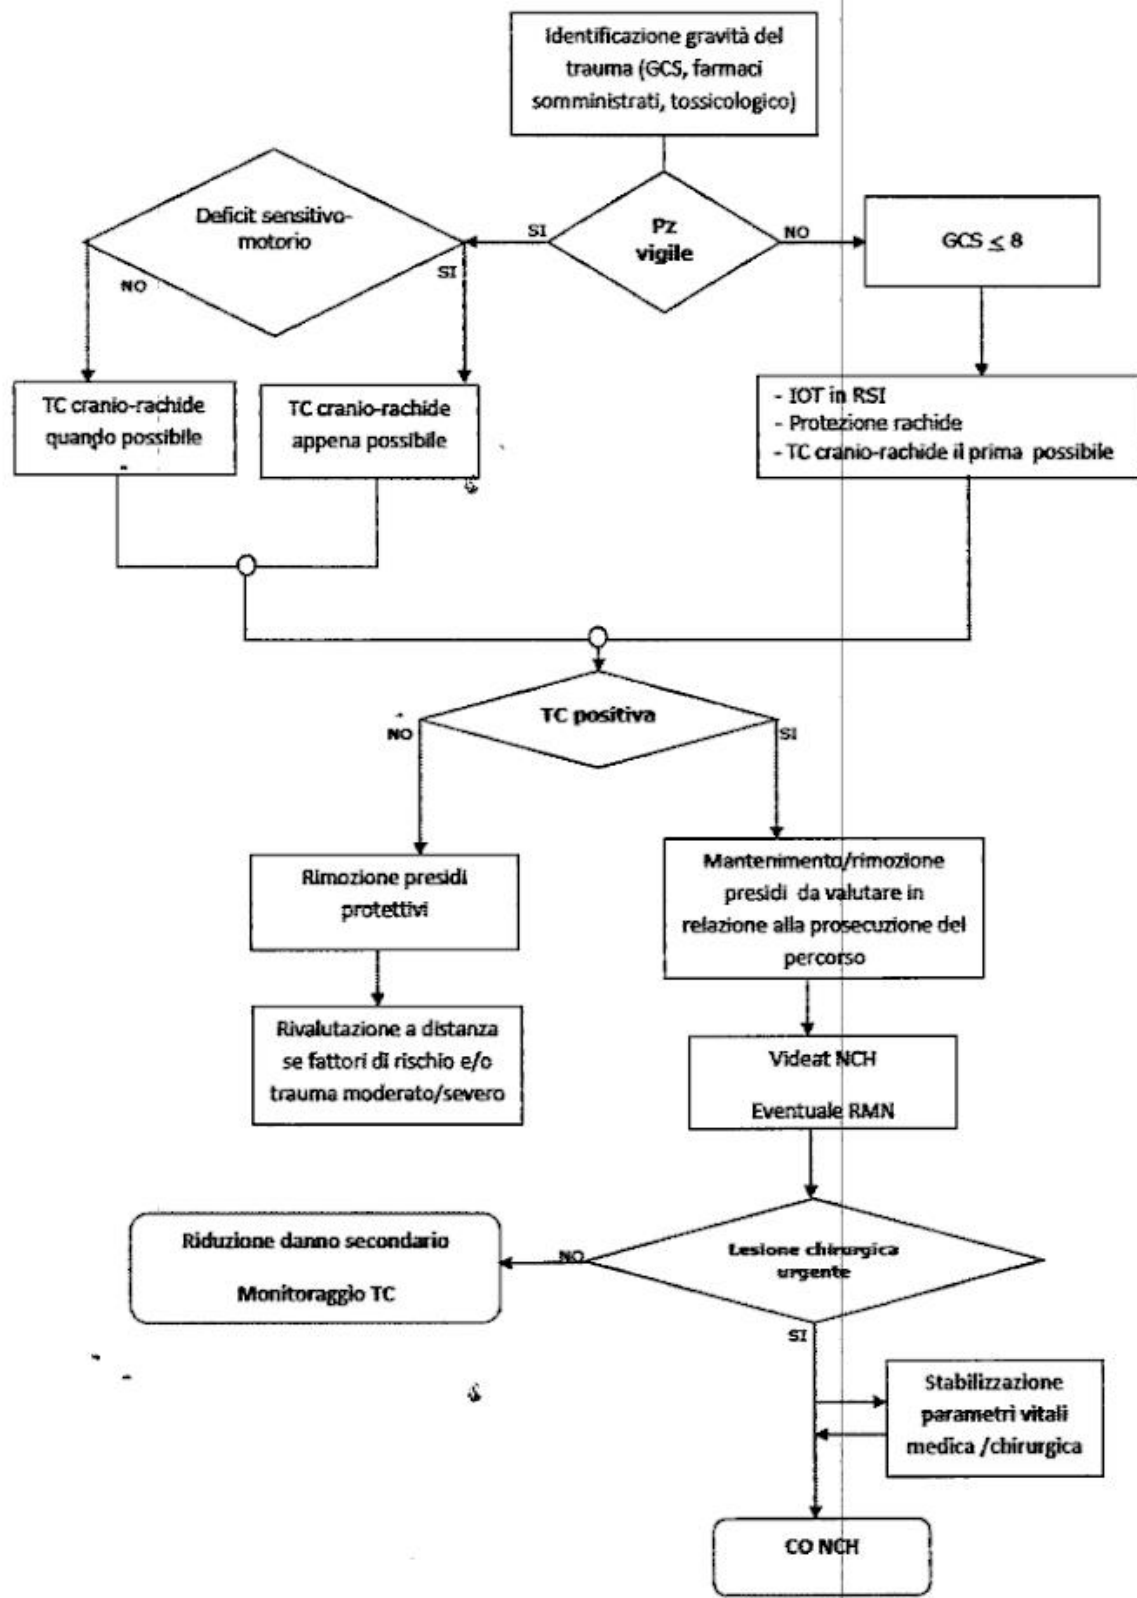 Identificazione gravità del
trauma (GCS, farmaci
somministrati, tossicologico)
Pz
vigile
SI
NO
Deficit sensitivo-
motorio
NO
SI
GCS ≤ 8
TC cranio-rachide
quando possibile
TC cranio-rachide
appena possibile
- IOT in RSI
- Protezione rachide
- TC cranio-rachide il prima possibile
TC positiva
NO
SI
Rimozione presidi
protettivi
Mantenimento/rimozione
presidi da valutare in
relazione alla prosecuzione del
percorso
Rivalutazione a distanza
se fattori di rischio e/o
trauma moderato/severo
Videat NCH
Eventuale RMN
Lesione chirurgica
urgente
NO
SI
Riduzione danno secondario
Monitoraggio TC
Stabilizzazione
parametri vitali
medica /chirurgica
CO NCH